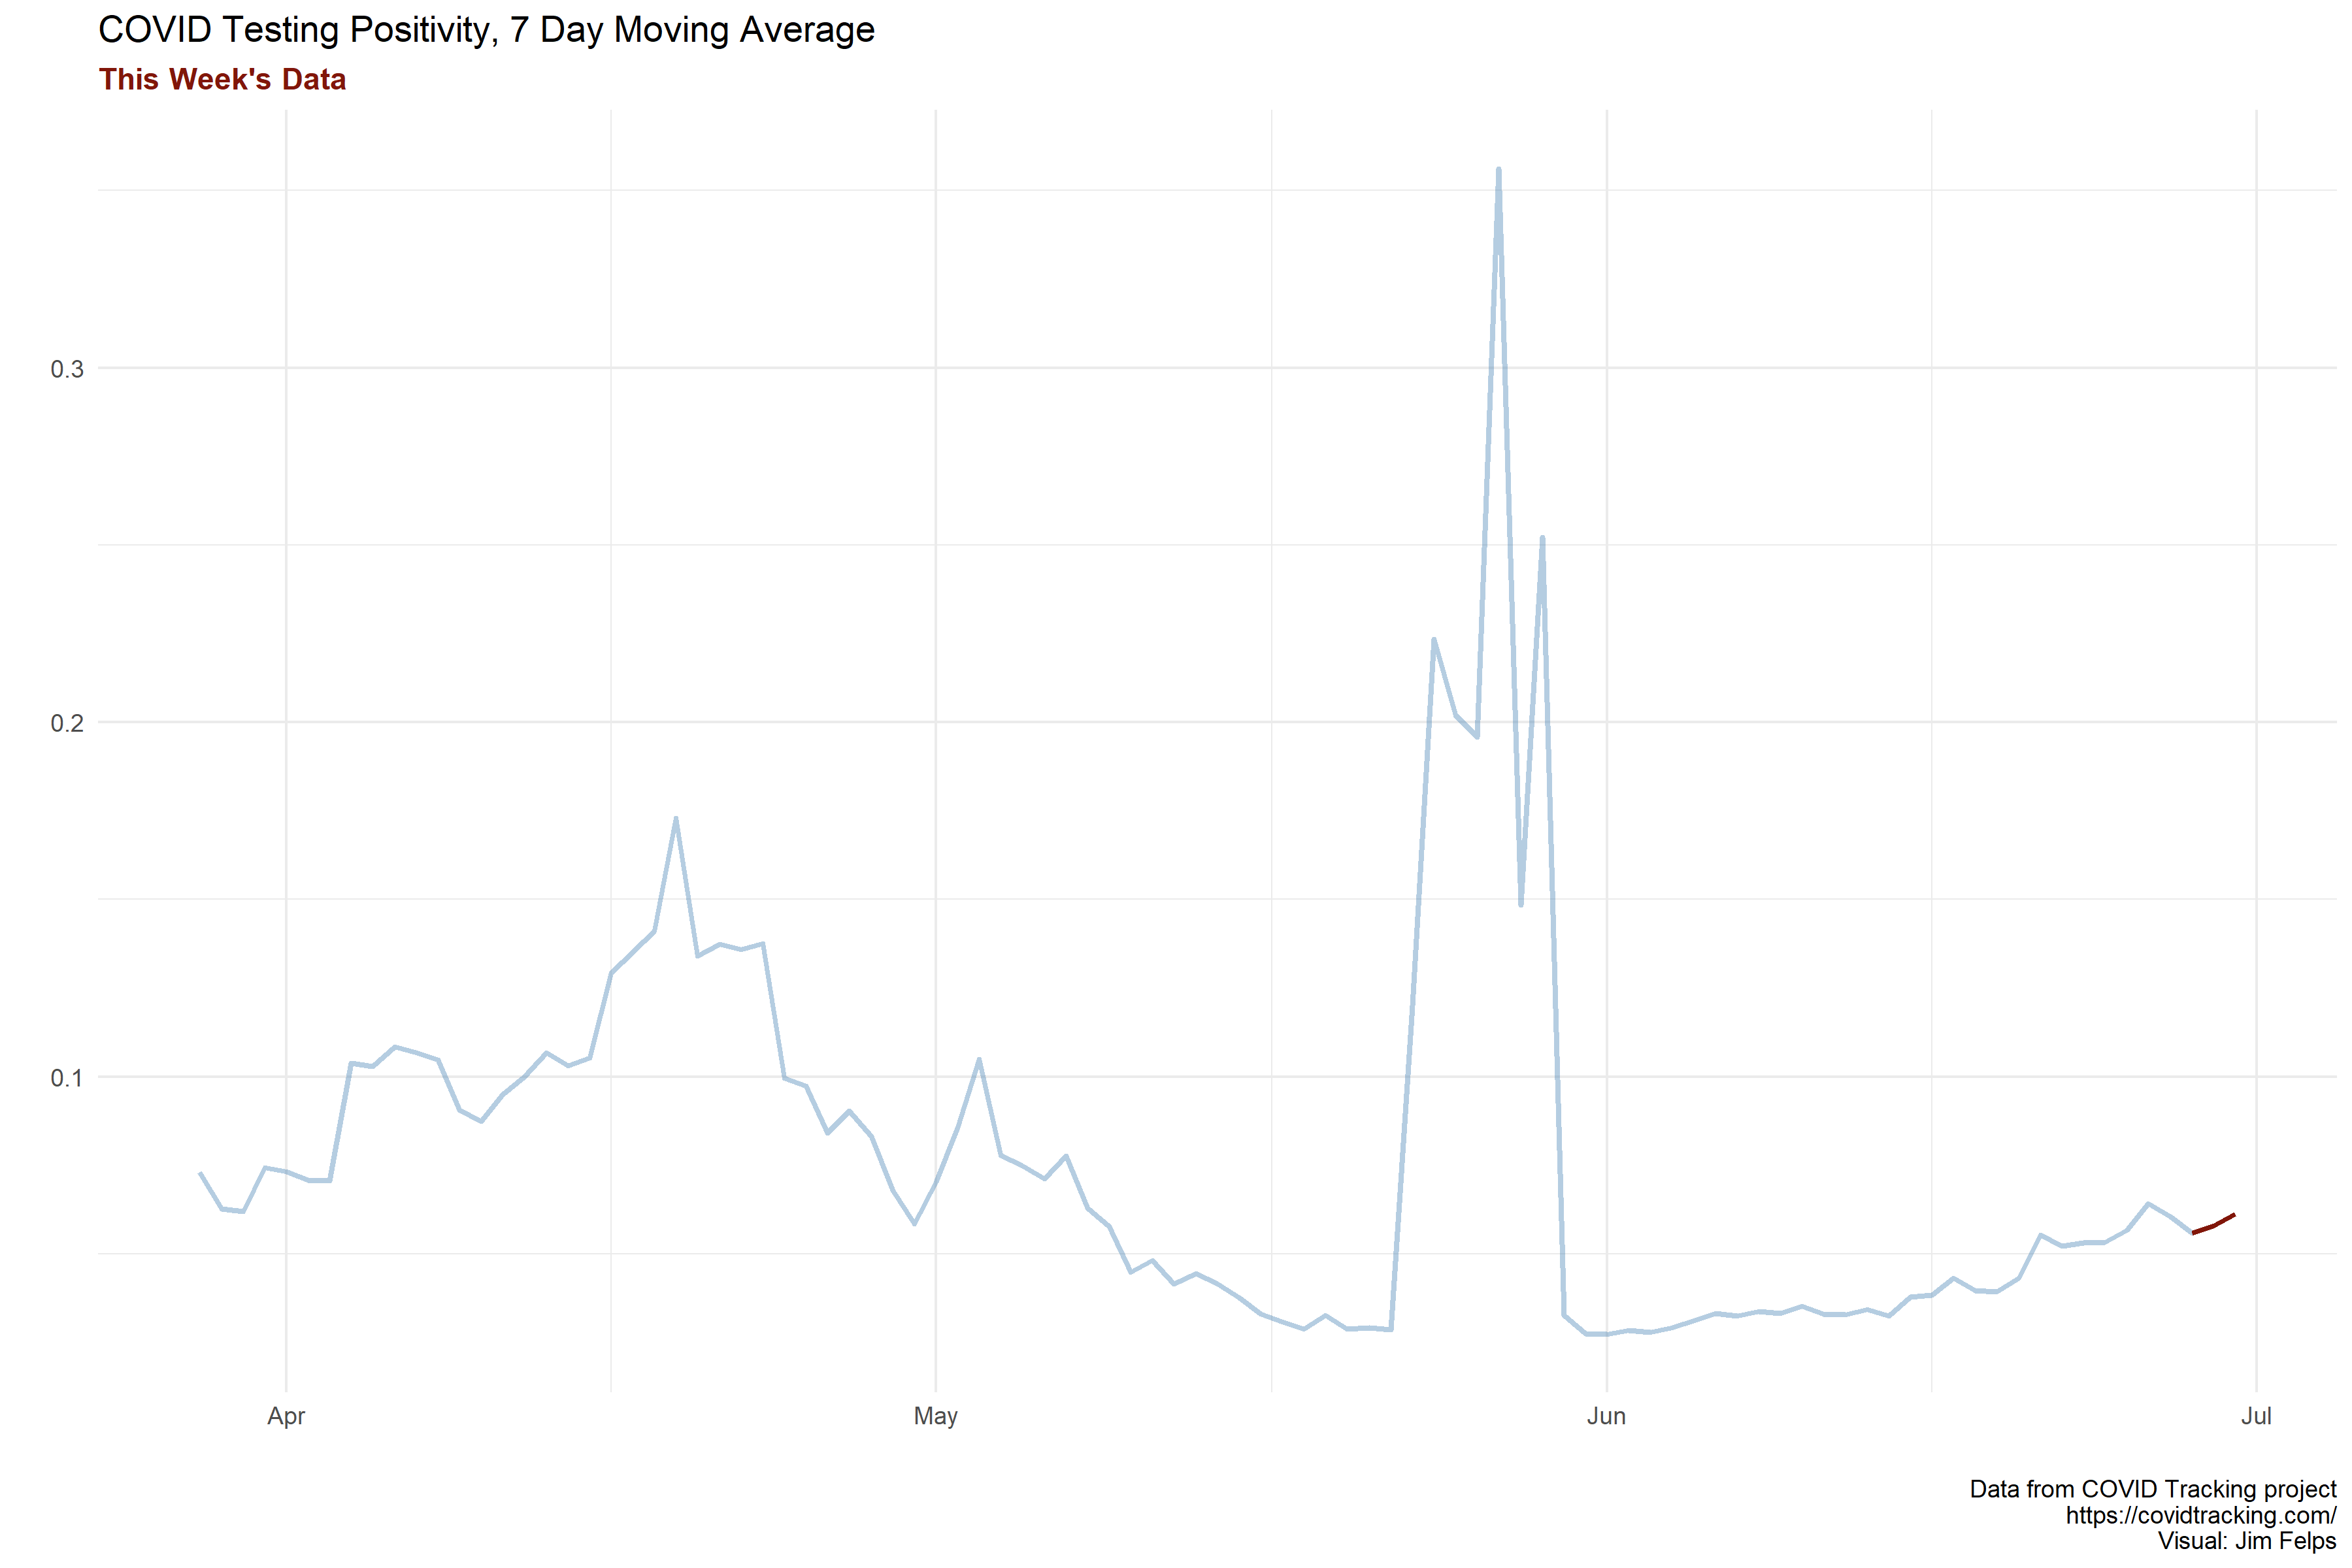 COVID Testing Positivity, 7 Day Moving Average
This Week's Data
0.3
0.2
0.1
Apr
May
Jun
Jul
Data from COVID Tracking project
https://covidtracking.com/
Visual: Jim Felps